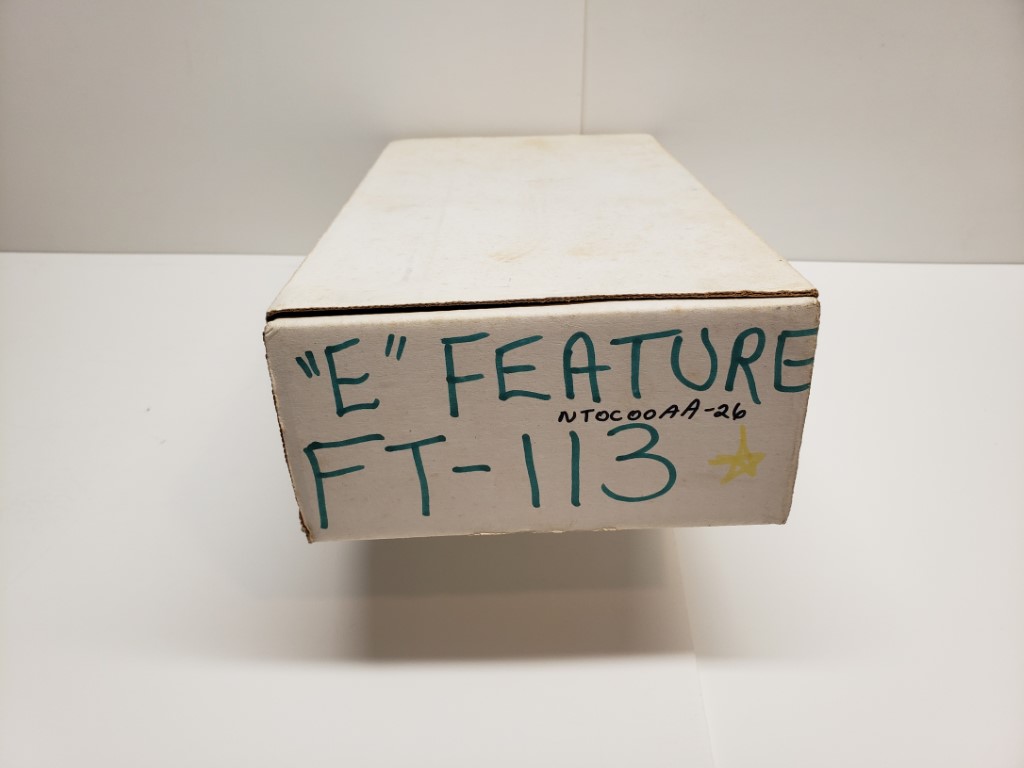 "E" FEATURE
NTOCOOAA-26
FT-113